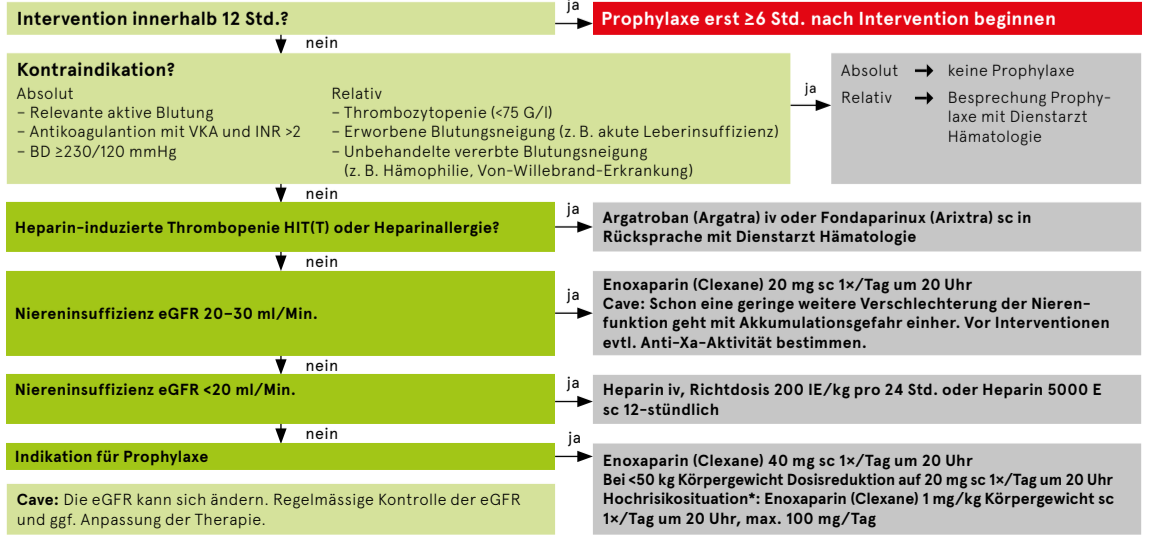 Intervention innerhalb 12 Std.?
ja
Prophylaxe erst ≥6 Std. nach Intervention beginnen
nein
Kontraindikation?
Absolut
– Relevante aktive Blutung
– Antikoagulantion mit VKA und INR >2
– BD ≥230/120 mmHg
Relativ
– Thrombozytopenie (<75 G/l)
– Erworbene Blutungsneigung (z. B. akute Leberinsuffizienz)
– Unbehandelte vererbte Blutungsneigung
(z. B. Hämophilie, Von-Willebrand-Erkrankung)
ja
Absolut → keine Prophylaxe
Relativ → Besprechung Prophy-
laxe mit Dienstarzt
Hämatologie
nein
Heparin-induzierte Thrombopenie HIT(T) oder Heparinallergie?
ja
Argatroban (Argatra) iv oder Fondaparinux (Arixtra) sc in
Rücksprache mit Dienstarzt Hämatologie
nein
Niereninsuffizienz eGFR 20–30 ml/Min.
ja
Enoxaparin (Clexane) 20 mg sc 1×/Tag um 20 Uhr
Cave: Schon eine geringe weitere Verschlechterung der Nieren-
funktion geht mit Akkumulationsgefahr einher. Vor Interventionen
evtl. Anti-Xa-Aktivität bestimmen.
nein
Niereninsuffizienz eGFR <20 ml/Min.
ja
Heparin iv, Richtdosis 200 IE/kg pro 24 Std. oder Heparin 5000 E
sc 12-stündlich
nein
Indikation für Prophylaxe
ja
Enoxaparin (Clexane) 40 mg sc 1×/Tag um 20 Uhr
Bei <50 kg Körpergewicht Dosisreduktion auf 20 mg sc 1×/Tag um 20 Uhr
Hochrisikosituation*: Enoxaparin (Clexane) 1 mg/kg Körpergewicht sc
1×/Tag um 20 Uhr, max. 100 mg/Tag
Cave: Die eGFR kann sich ändern. Regelmässige Kontrolle der eGFR
und ggf. Anpassung der Therapie.